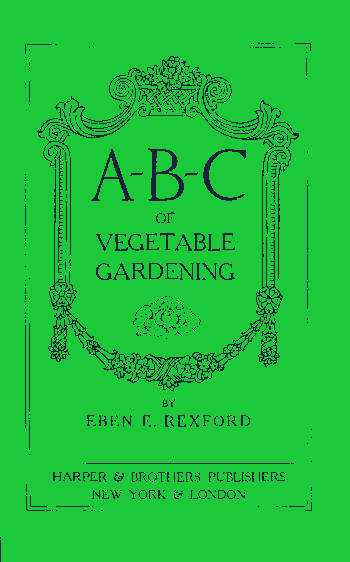 A-B-C
OF
VEGETABLE
GARDENING
BY
EBEN E. REXFORD
HARPER & BROTHERS PUBLISHERS
NEW YORK & LONDON